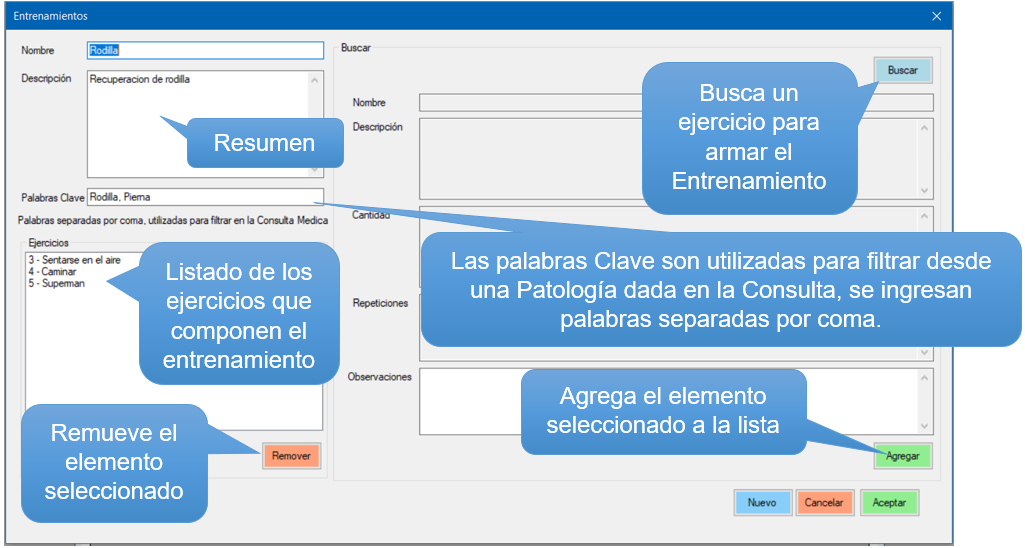 Entrenamientos
Nombre
Rodilla
Descripción
Recuperacion de rodilla
Resumen
Palabras Clave
Rodilla, Pierna
Palabras separadas por coma, utilizadas para filtrar en la Consulta Medica
Ejercicios
3 - Sentarse en el aire
4 - Caminar
5 - Superman
Listado de los
ejercicios que
componen el
entrenamiento
Remueve el
elemento
seleccionado
Remover
Buscar
Buscar
Busca un
ejercicio para
armar el
Entrenamiento
Nombre
Descripción
Cantidad
Las palabras Clave son utilizadas para filtrar desde
una Patología dada en la Consulta, se ingresan
palabras separadas por coma.
Repeticiones
Observaciones
Agrega el elemento
seleccionado a la lista
Agregar
Nuevo
Cancelar
Aceptar